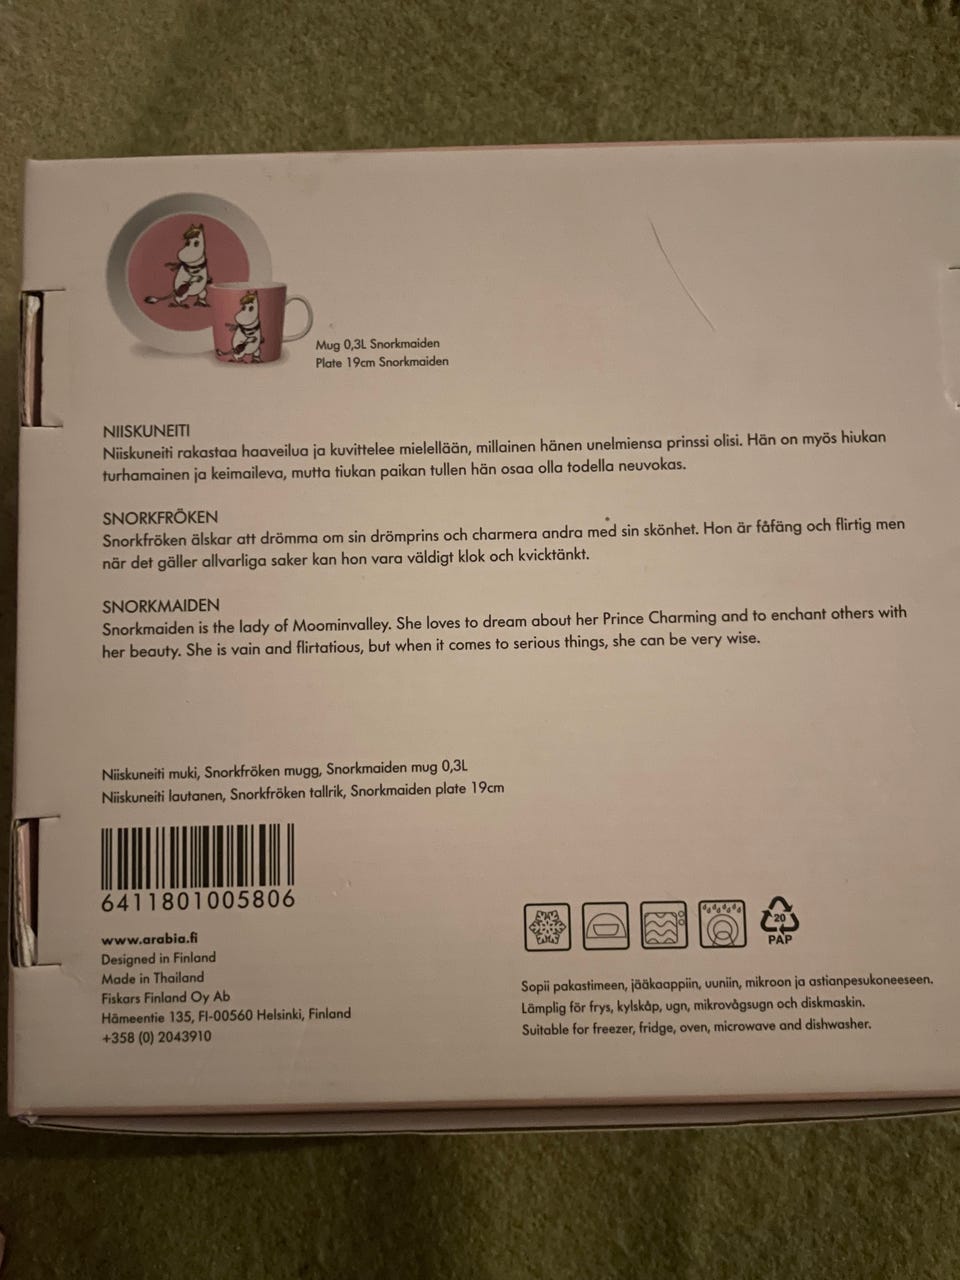 Mug 0,3L Snorkmaiden
Plate 19cm Snorkmaiden
NIISKUNEITI
Niiskuneiti rakastaa haaveilua ja kuvittelee mielellään, millainen hänen unelmiensa prinssi olisi. Hän on myös hiukan
turhamainen ja keimaileva, mutta tiukan paikan tullen hän osaa olla todella neuvokas.
SNORKFRÖKEN
Snorkfröken älskar att drömma om sin drömprins och charmera andra med sin skönhet. Hon är fåfäng och flirtig men
när det gäller allvarliga saker kan hon vara väldigt klok och kvicktänkt.
SNORKMAIDEN
Snorkmaiden is the lady of Moominvalley. She loves to dream about her Prince Charming and to enchant others with
her beauty. She is vain and flirtatious, but when it comes to serious things, she can be very wise.
Niiskuneiti muki, Snorkfröken mugg, Snorkmaiden mug 0,3L
Niiskuneiti lautanen, Snorkfröken tallrik, Snorkmaiden plate 19cm
6411801005806
www.arabia.fi
Designed in Finland
Made in Thailand
Fiskars Finland Oy Ab
Hämeentie 135, FI-00560 Helsinki, Finland
+358 (0) 2043910
20
PAP
Sopii pakastimeen, jääkaappiin, uuniin, mikroon ja astianpesukoneeseen.
Lämplig för frys, kylskåp, ugn, mikrovågsugn och diskmaskin.
Suitable for freezer, fridge, oven, microwave and dishwasher.